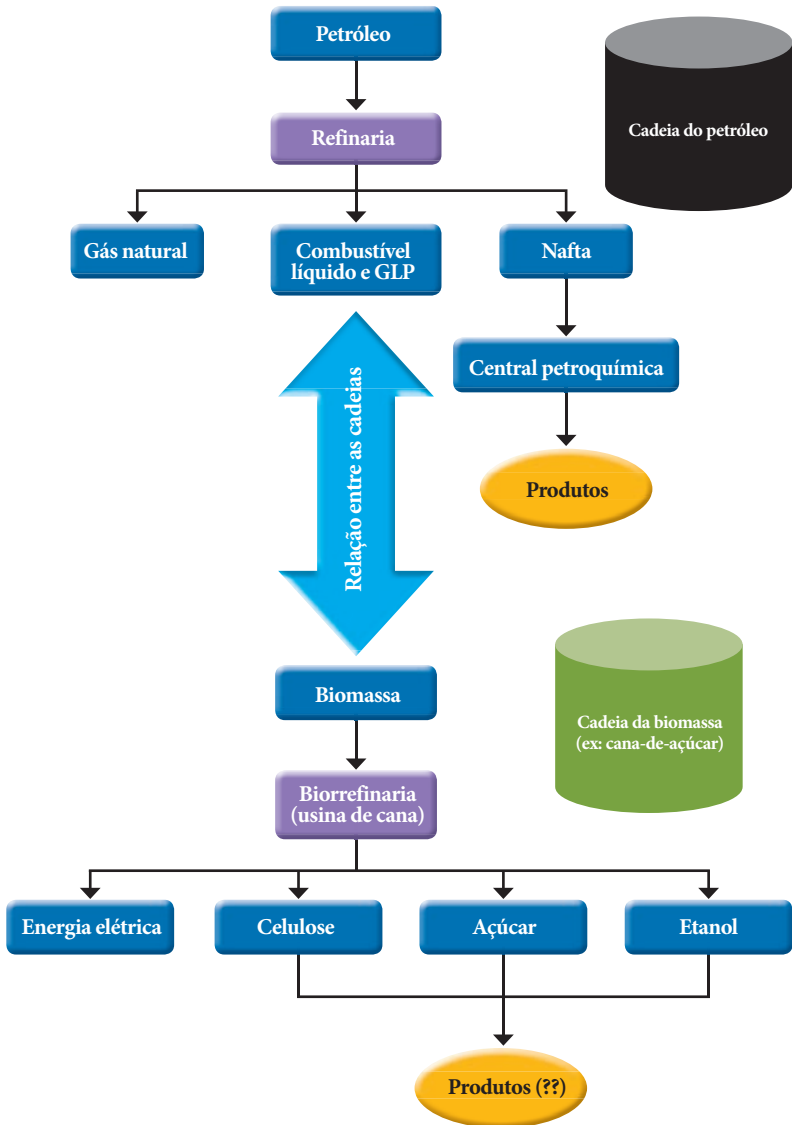 Petróleo
Cadeia do petróleo
Refinaria
Gás natural
Combustível
líquido e GLP
Nafta
Central petroquímica
Relação entre as cadeias
Produtos
Biomassa
Cadeia da biomassa
(ex: cana-de-açúcar)
Biorrefinaria
(usina de cana)
Energia elétrica
Celulose
Açúcar
Etanol
Produtos (??)